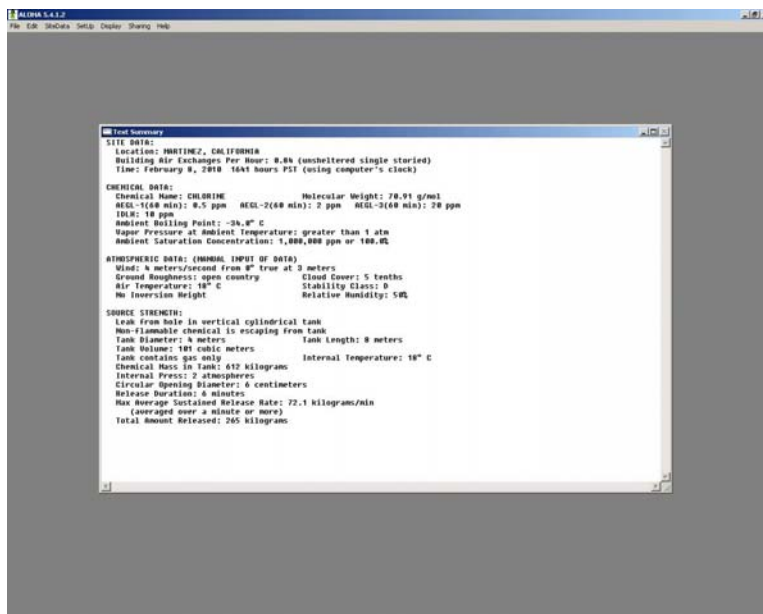 ALOHA 5.4.1.2
File Edit SiteData SetUp Display Sharing Help
Text Summary
SITE DATA:
Location: MARTINEZ, CALIFORNIA
Building Air Exchanges Per Hour: 0.84 (unsheltered single storied)
Time: February 8, 2010 1641 hours PST (using computer's clock)
CHEMICAL DATA:
Chemical Name: CHLORINE Molecular Weight: 70.91 g/mol
AEGL-1(60 min): 0.5 ppm AEGL-2(60 min): 2 ppm AEGL-3(60 min): 20 ppm
IDLH: 10 ppm
Ambient Boiling Point: -34.0° C
Vapor Pressure at Ambient Temperature: greater than 1 atm
Ambient Saturation Concentration: 1,000,000 ppm or 100.0%
ATMOSPHERIC DATA: (MANUAL INPUT OF DATA)
Wind: 4 meters/second from 0° true at 3 meters
Ground Roughness: open country Cloud Cover: 5 tenths
Air Temperature: 10° C Stability Class: D
No Inversion Height Relative Humidity: 50%
SOURCE STRENGTH:
Leak from hole in vertical cylindrical tank
Non-flammable chemical is escaping from tank
Tank Diameter: 4 meters Tank Length: 8 meters
Tank Volume: 101 cubic meters
Tank contains gas only Internal Temperature: 10° C
Chemical Mass in Tank: 612 kilograms
Internal Press: 2 atmospheres
Circular Opening Diameter: 6 centimeters
Release Duration: 6 minutes
Max Average Sustained Release Rate: 72.1 kilograms/min
(averaged over a minute or more)
Total Amount Released: 265 kilograms